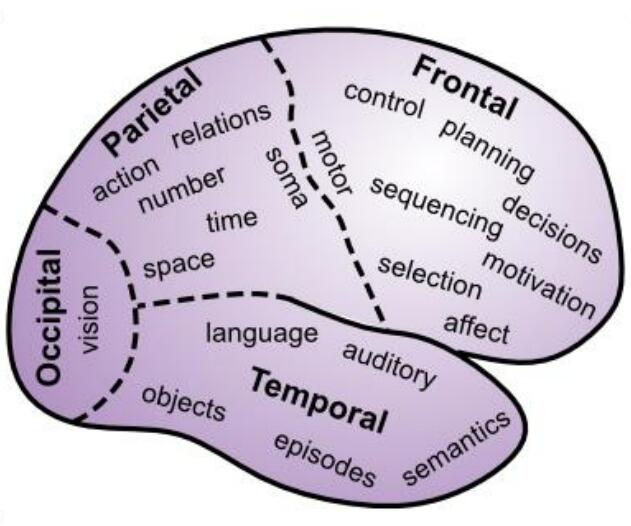 Parietal
relations
action
number
soma
time
space
Frontal
control
planning
motor
sequencing
decisions
selection
motivation
affect
Occipital
vision
language
auditory
Temporal
objects
episodes
semantics